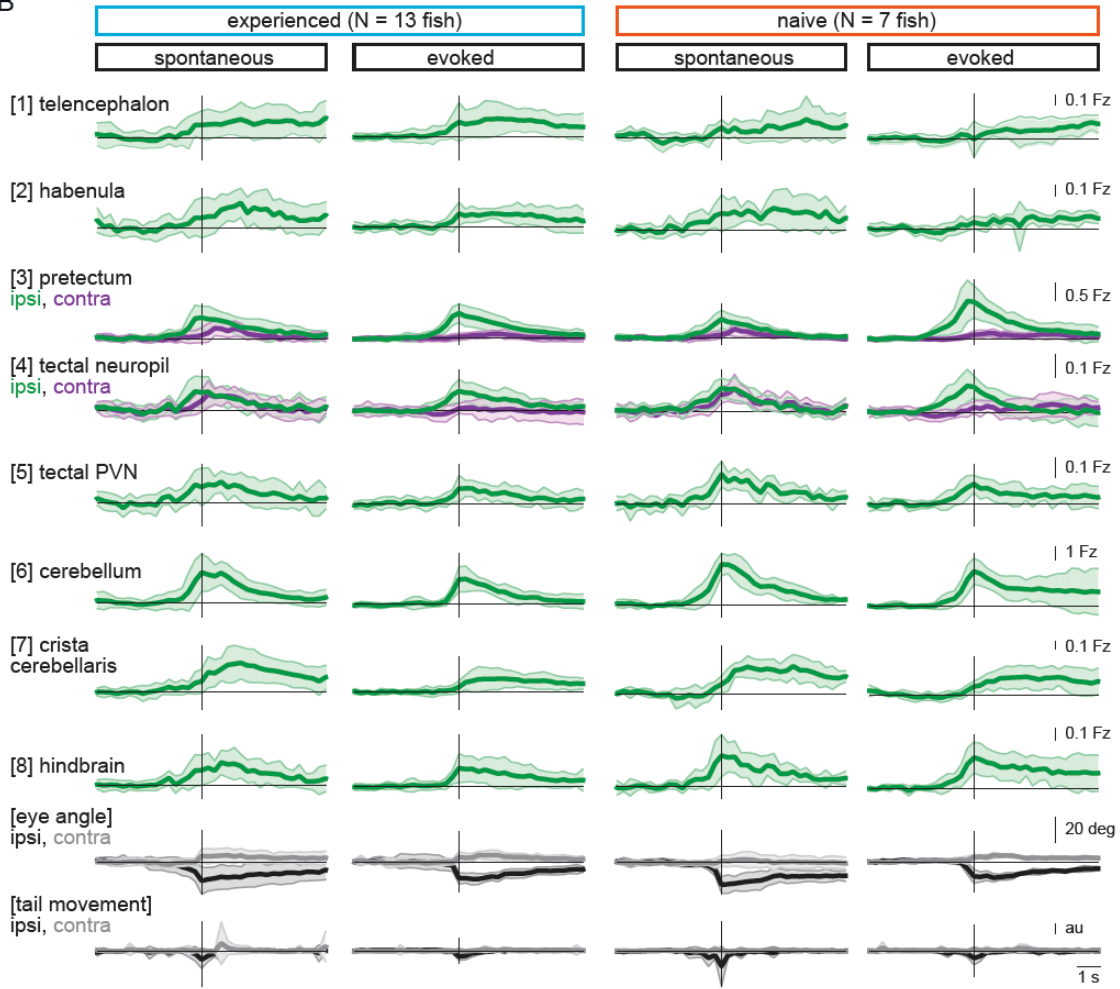 B
experienced (N = 13 fish)
naive (N = 7 fish)
spontaneous
evoked
spontaneous
evoked
[1] telencephalon
0.1 Fz
[2] habenula
0.1 Fz
[3] pretectum
ipsi, contra
0.5 Fz
[4] tectal neuropil
ipsi, contra
0.1 Fz
[5] tectal PVN
0.1 Fz
[6] cerebellum
1 Fz
[7] crista
cerebellaris
0.1 Fz
[8] hindbrain
0.1 Fz
[eye angle]
ipsi, contra
20 deg
[tail movement]
ipsi, contra
au
1 s